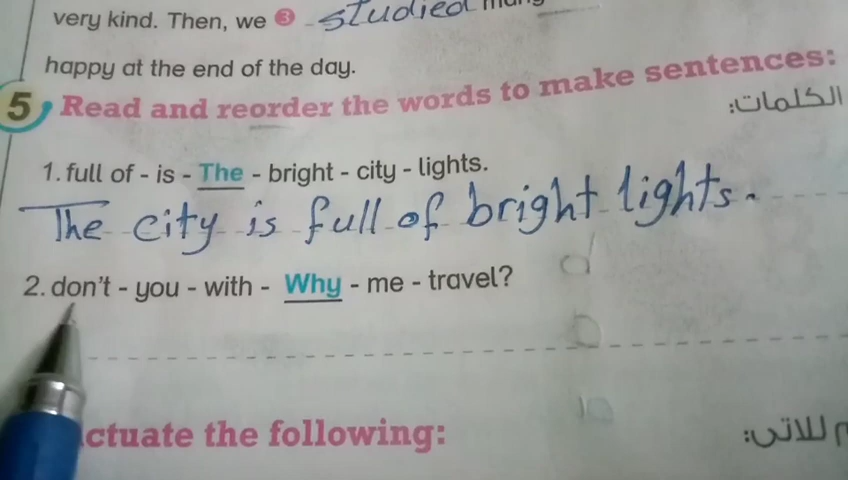 very kind. Then, we 3 studied
happy at the end of the day.
5 Read and reorder the words to make sentences:
الكلمات:
1. full of - is - The - bright - city - lights.
The city is full of bright lights.
2. don't - you - with - Why - me - travel?
ctuate the following:
للاتى: